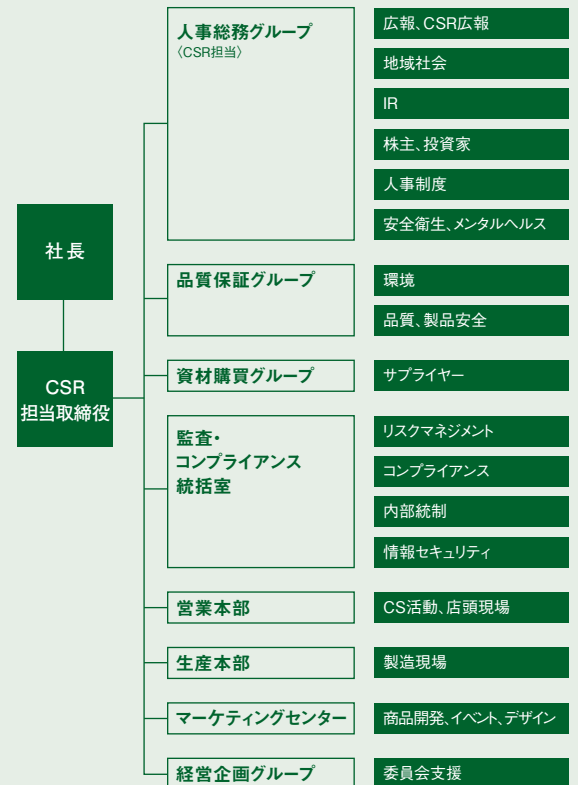 社長
CSR
担当取締役
人事総務グループ
〈CSR担当〉
広報、CSR広報
地域社会
IR
株主、投資家
人事制度
安全衛生、メンタルヘルス
品質保証グループ
環境
品質、製品安全
資材購買グループ
サプライヤー
監査・
コンプライアンス
統括室
リスクマネジメント
コンプライアンス
内部統制
情報セキュリティ
営業本部
CS活動、店頭現場
生産本部
製造現場
マーケティングセンター
商品開発、イベント、デザイン
経営企画グループ
委員会支援